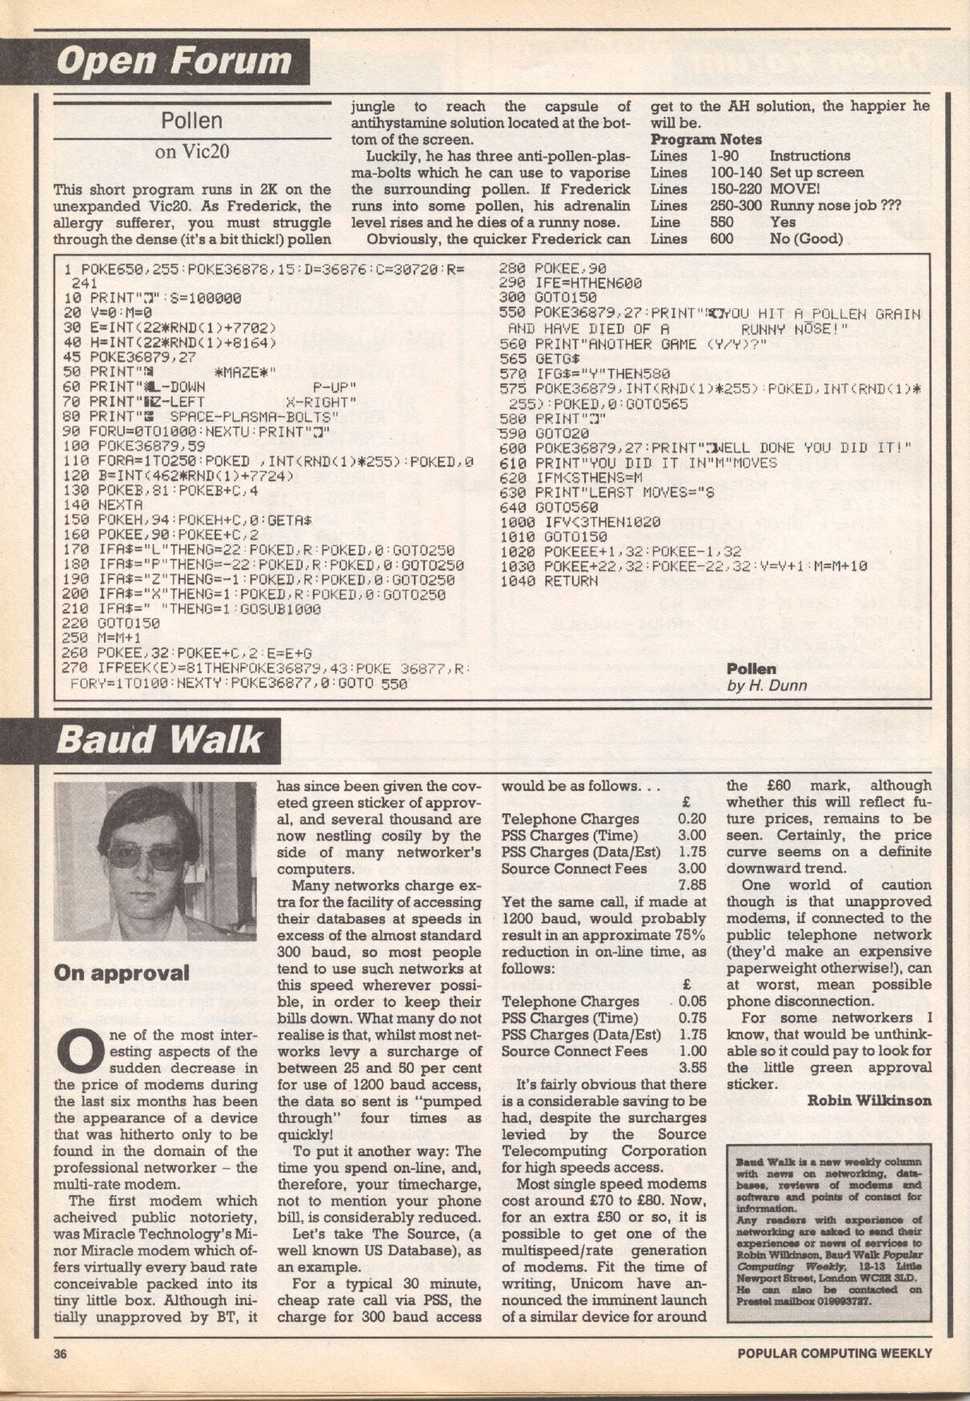 Open Forum
Pollen
on Vic20
This short program runs in 2K on the
unexpanded Vic20. As Frederick, the
allergy sufferer, you must struggle
through the dense (it's a bit thick!) pollen
jungle to reach the capsule of
antihystamine solution located at the bot-
tom of the screen.
Luckily, he has three anti-pollen-plas-
ma-bolts which he can use to vaporise
the surrounding pollen. If Frederick
runs into some pollen, his adrenalin
level rises and he dies of a runny nose.
Obviously, the quicker Frederick can
get to the AH solution, the happier he
will be.
Program Notes
Lines 1-90 Instructions
Lines 100-140 Set up screen
Lines 150-220 MOVE!
Lines 250-300 Runny nose job ???
Line 550 Yes
Lines 600 No (Good)
1 POKE650,255:POKE36878,15:D=36876:C=30720:R=
241
10 PRINT"":S=100000
20 V=0:M=0
30 E=INT(22*RND(1)+7702)
40 H=INT(22*RND(1)+8164)
45 POKE36879,27
50 PRINT" *MAZE*"
60 PRINT"L-DOWN P-UP"
70 PRINT"Z-LEFT X-RIGHT"
80 PRINT" SPACE-PLASMA-BOLTS"
90 FORU=0TO1000:NEXTU:PRINT""
100 POKE36879,59
110 FORA=1TO250:POKED ,INT(RND(1)*255):POKED,0
120 B=INT(462*RND(1)+7724)
130 POKEB,81:POKEB+C,4
140 NEXTA
150 POKEH,94:POKEH+C,0:GETA$
160 POKEE,90:POKEE+C,2
170 IFA$="L"THENG=22:POKED,R:POKED,0:GOTO250
180 IFA$="P"THENG=-22:POKED,R:POKED,0:GOTO250
190 IFA$="Z"THENG=-1:POKED,R:POKED,0:GOTO250
200 IFA$="X"THENG=1:POKED,R:POKED,0:GOTO250
210 IFA$=" "THENG=1:GOSUB1000
220 GOTO150
250 M=M+1
260 POKEE,32:POKEE+C,2:E=E+G
270 IFPEEK(E)=81THENPOKE36879,43:POKE 36877,R:
FORY=1TO100:NEXTY:POKE36877,0:GOTO 550
280 POKEE,90
290 IFE=HTHEN600
300 GOTO150
550 POKE36879,27:PRINT"YOU HIT A POLLEN GRAIN
AND HAVE DIED OF A RUNNY NOSE!"
560 PRINT"ANOTHER GAME (Y/Y)?"
565 GETG$
570 IFG$="Y"THEN580
575 POKE36879,INT(RND(1)*255):POKED,INT(RND(1)*
255):POKED,0:GOTO565
580 PRINT""
590 GOTO20
600 POKE36879,27:PRINT"WELL DONE YOU DID IT!"
610 PRINT"YOU DID IT IN"M"MOVES
620 IFM<STHENS=M
630 PRINT"LEAST MOVES="S
640 GOTO560
1000 IFV<3THEN1020
1010 GOTO150
1020 POKEEE+1,32:POKEE-1,32
1030 POKEE+22,32:POKEE-22,32:V=V+1:M=M+10
1040 RETURN
Pollen
by H. Dunn
Baud Walk
On approval
One of the most inter-
esting aspects of the
sudden decrease in
the price of modems during
the last six months has been
the appearance of a device
that was hitherto only to be
found in the domain of the
professional networker – the
multi-rate modem.
The first modem which
acheived public notoriety,
was Miracle Technology's Mi-
nor Miracle modem which of-
fers virtually every baud rate
conceivable packed into its
tiny little box. Although ini-
tially unapproved by BT, it
has since been given the cov-
eted green sticker of approv-
al, and several thousand are
now nestling cosily by the
side of many networker's
computers.
Many networks charge ex-
tra for the facility of accessing
their databases at speeds in
excess of the almost standard
300 baud, so most people
tend to use such networks at
this speed wherever possi-
ble, in order to keep their
bills down. What many do not
realise is that, whilst most net-
works levy a surcharge of
between 25 and 50 per cent
for use of 1200 baud access,
the data so sent is "pumped
through" four times as
quickly!
To put it another way: The
time you spend on-line, and,
therefore, your timecharge,
not to mention your phone
bill, is considerably reduced.
Let's take The Source, (a
well known US Database), as
an example.
For a typical 30 minute,
cheap rate call via PSS, the
charge for 300 baud access
would be as follows. . .
£
Telephone Charges 0.20
PSS Charges (Time) 3.00
PSS Charges (Data/Est) 1.75
Source Connect Fees 3.00
7.85
Yet the same call, if made at
1200 baud, would probably
result in an approximate 75%
reduction in on-line time, as
follows:
£
Telephone Charges 0.05
PSS Charges (Time) 0.75
PSS Charges (Data/Est) 1.75
Source Connect Fees 1.00
3.55
It's fairly obvious that there
is a considerable saving to be
had, despite the surcharges
levied by the Source
Telecomputing Corporation
for high speeds access.
Most single speed modems
cost around £70 to £80. Now,
for an extra £50 or so, it is
possible to get one of the
multispeed/rate generation
of modems. Fit the time of
writing, Unicom have an-
nounced the imminent launch
of a similar device for around
the £60 mark, although
whether this will reflect fu-
ture prices, remains to be
seen. Certainly, the price
curve seems on a definite
downward trend.
One world of caution
though is that unapproved
modems, if connected to the
public telephone network
(they'd make an expensive
paperweight otherwise!), can
at worst, mean possible
phone disconnection.
For some networkers I
know, that would be unthink-
able so it could pay to look for
the little green approval
sticker.
Robin Wilkinson
Baud Walk is a new weekly column
with news on networking, data-
bases, reviews of modems and
software and points of contact for
information.
Any readers with experience of
networking are asked to send their
experiences or news of services to
Robin Wilkinson, Baud Walk Popular
Computing Weekly, 12-13 Little
Newport Street, London WC2R 3LD.
He can also be contacted on
Prestel mailbox 019993727.
36
POPULAR COMPUTING WEEKLY